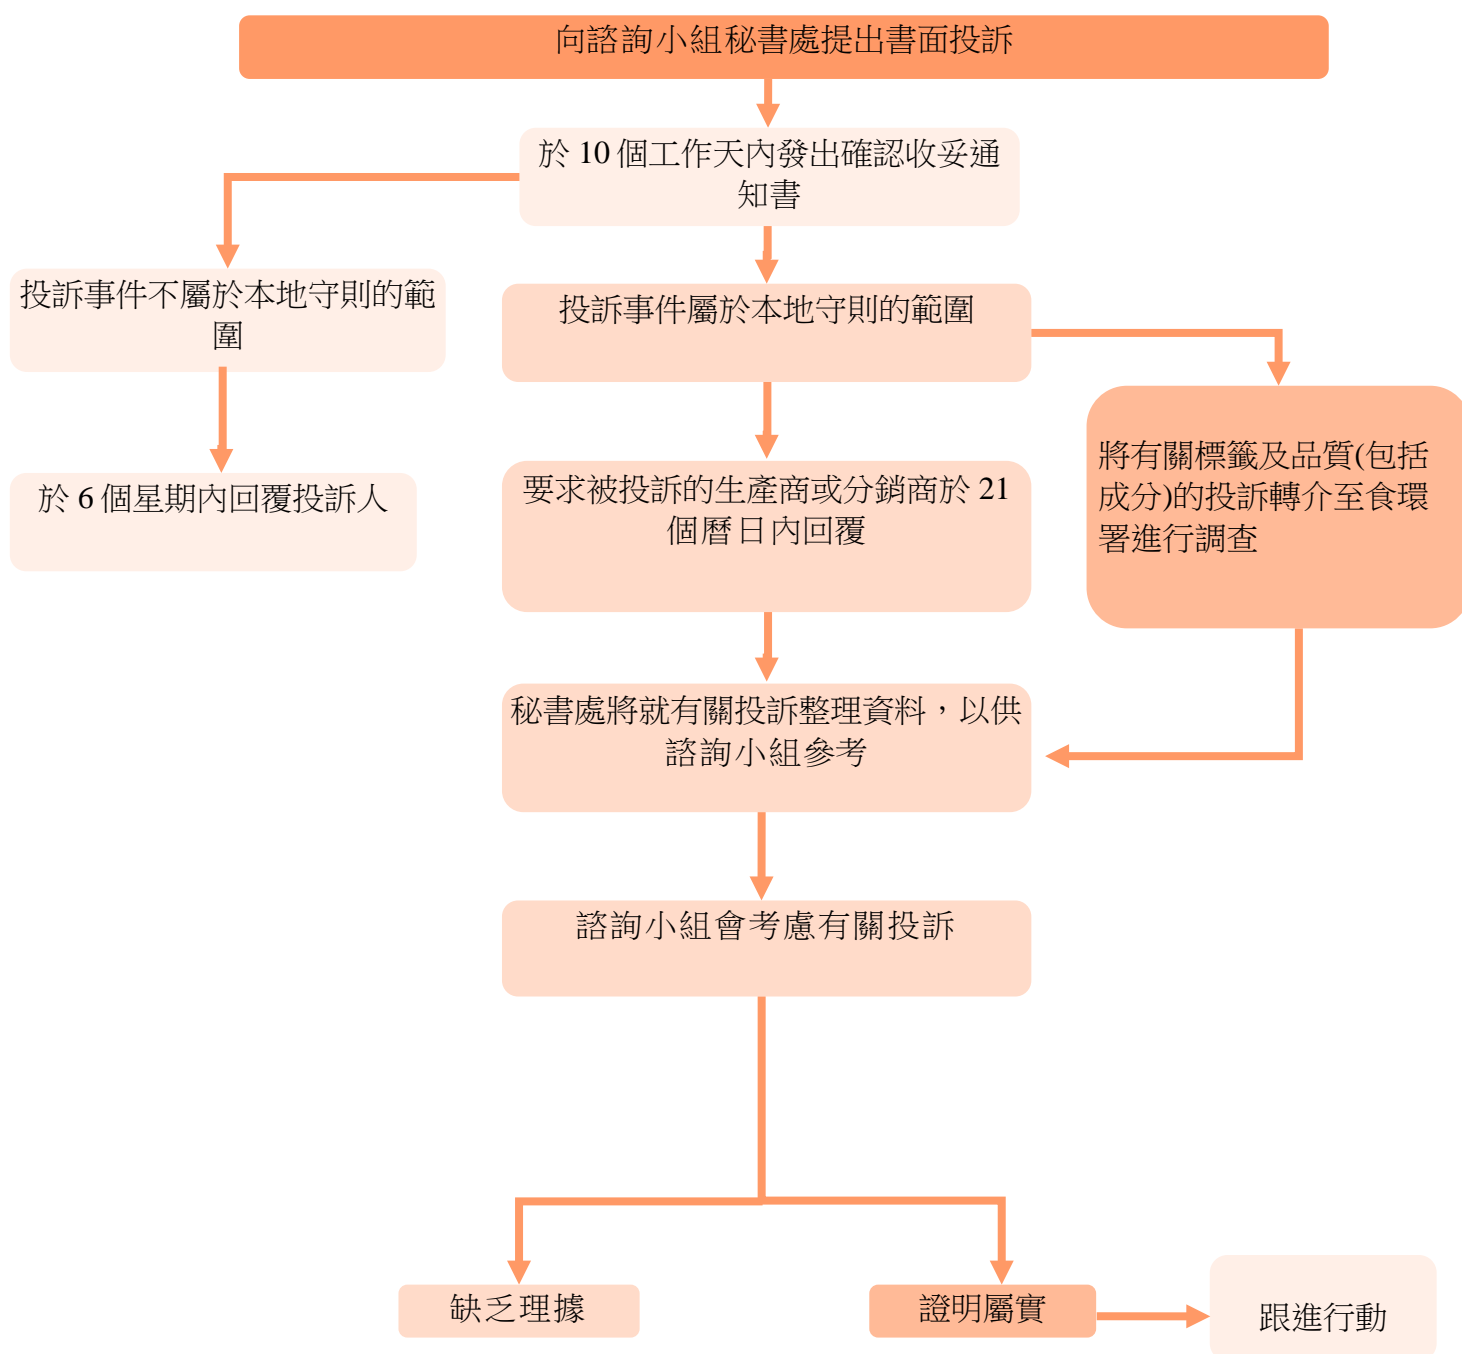 向諮詢小組秘書處提出書面投訴
於 10 個工作天內發出確認收妥通
知書
投訴事件不屬於本地守則的範
圍
投訴事件屬於本地守則的範圍
將有關標籤及品質(包括
成分)的投訴轉介至食環
署進行調查
於 6 個星期內回覆投訴人
要求被投訴的生產商或分銷商於 21
個曆日內回覆
秘書處將就有關投訴整理資料，以供
諮詢小組參考
諮詢小組會考慮有關投訴
缺乏理據
證明屬實
跟進行動